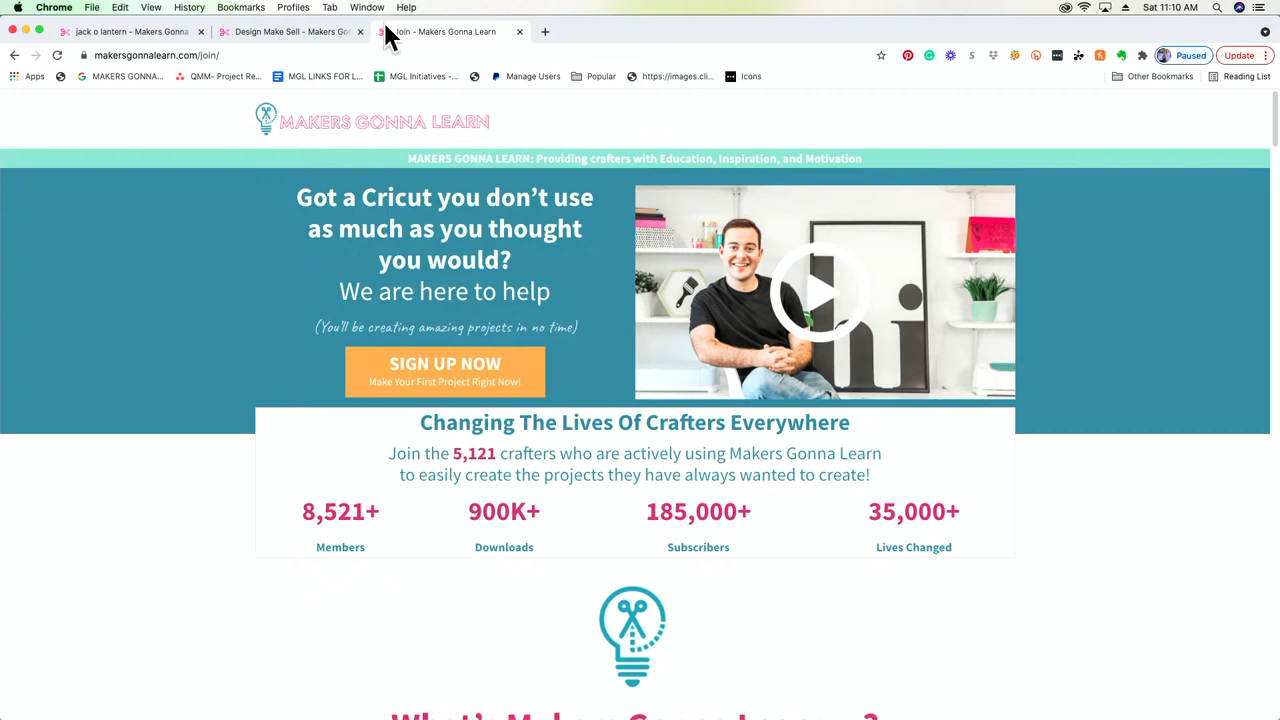 Chrome File Edit View History Bookmarks Profiles Tab Window Help Sat 11:10 AM
jack o lantern - Makers Gonna Design Make Sell - Makers Go Join - Makers Gonna Learn
makersgonnalearn.com/join/ Paused Update
Apps MAKERS GONNA... QMM- Project Re... MGL LINKS FOR L... MGL Initiatives -... Manage Users Popular https://images.cli... Icons Other Bookmarks Reading List
MAKERS GONNA LEARN
MAKERS GONNA LEARN: Providing crafters with Education, Inspiration, and Motivation
Got a Cricut you don't use
as much as you thought
you would?
We are here to help
(You'll be creating amazing projects in no time)
SIGN UP NOW
Make Your First Project Right Now!
hi
Changing The Lives Of Crafters Everywhere
Join the 5,121 crafters who are actively using Makers Gonna Learn
to easily create the projects they have always wanted to create!
8,521+ 900K+ 185,000+ 35,000+
Members Downloads Subscribers Lives Changed
What's Makers Gonna Learn?